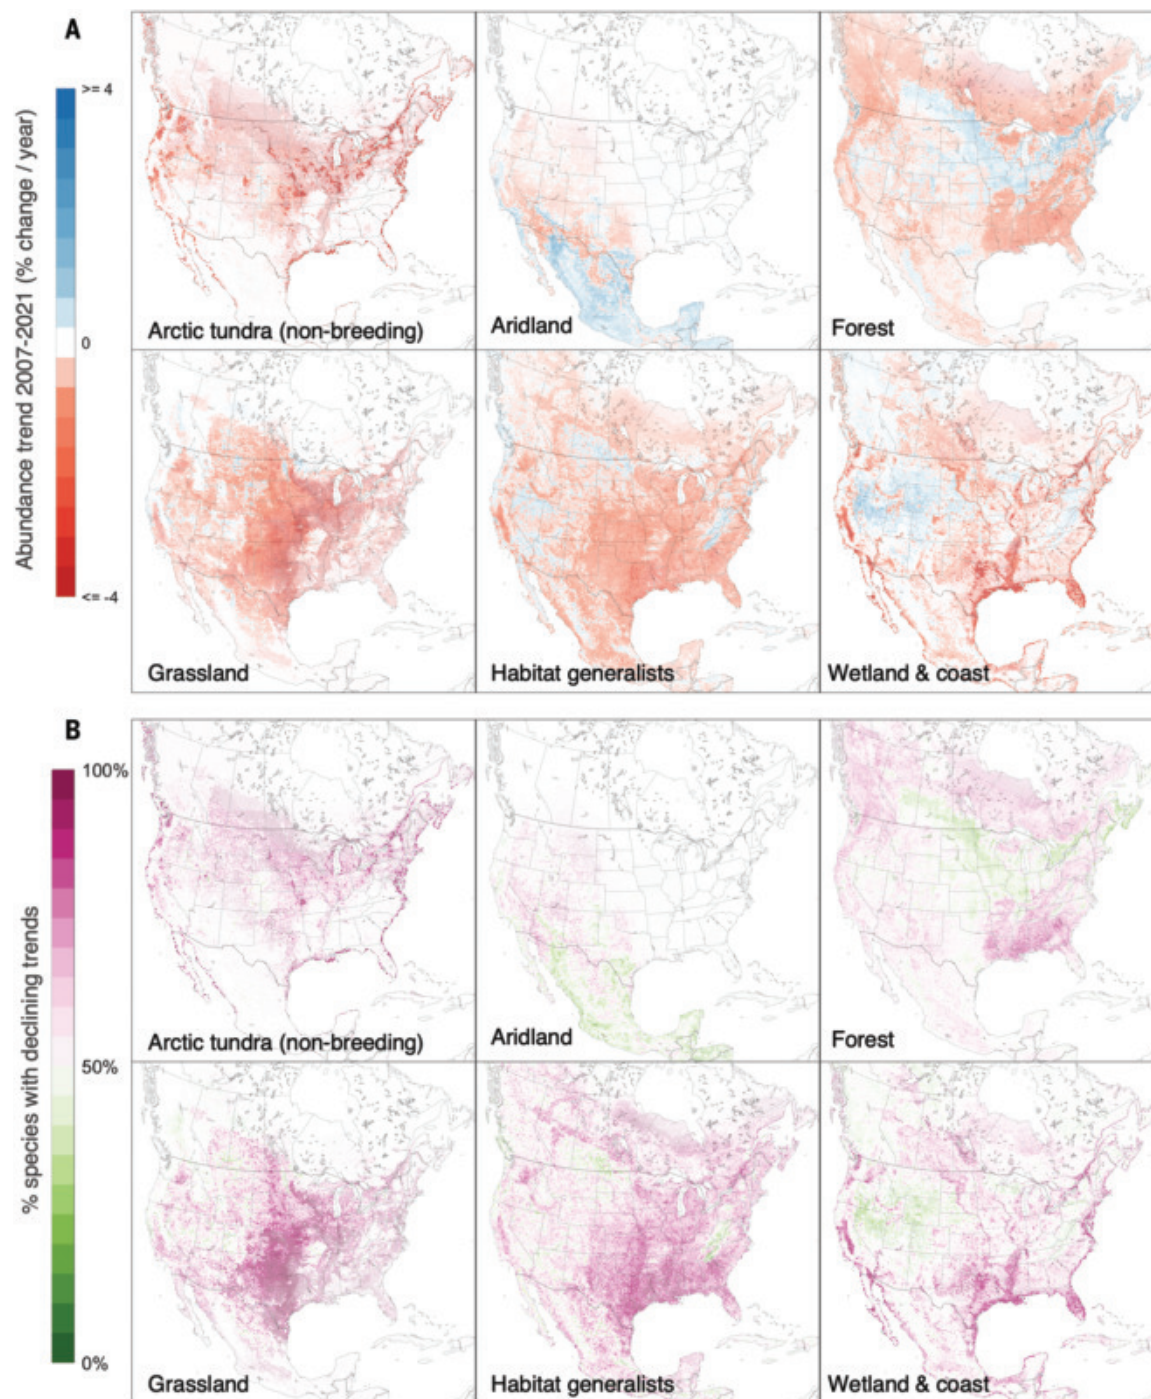 A
Abundance trend 2007-2021 (% change / year)
>= 4
0
<= -4
Arctic tundra (non-breeding)
Aridland
Forest
Grassland
Habitat generalists
Wetland & coast
B
% species with declining trends
100%
50%
0%
Arctic tundra (non-breeding)
Aridland
Forest
Grassland
Habitat generalists
Wetland & coast